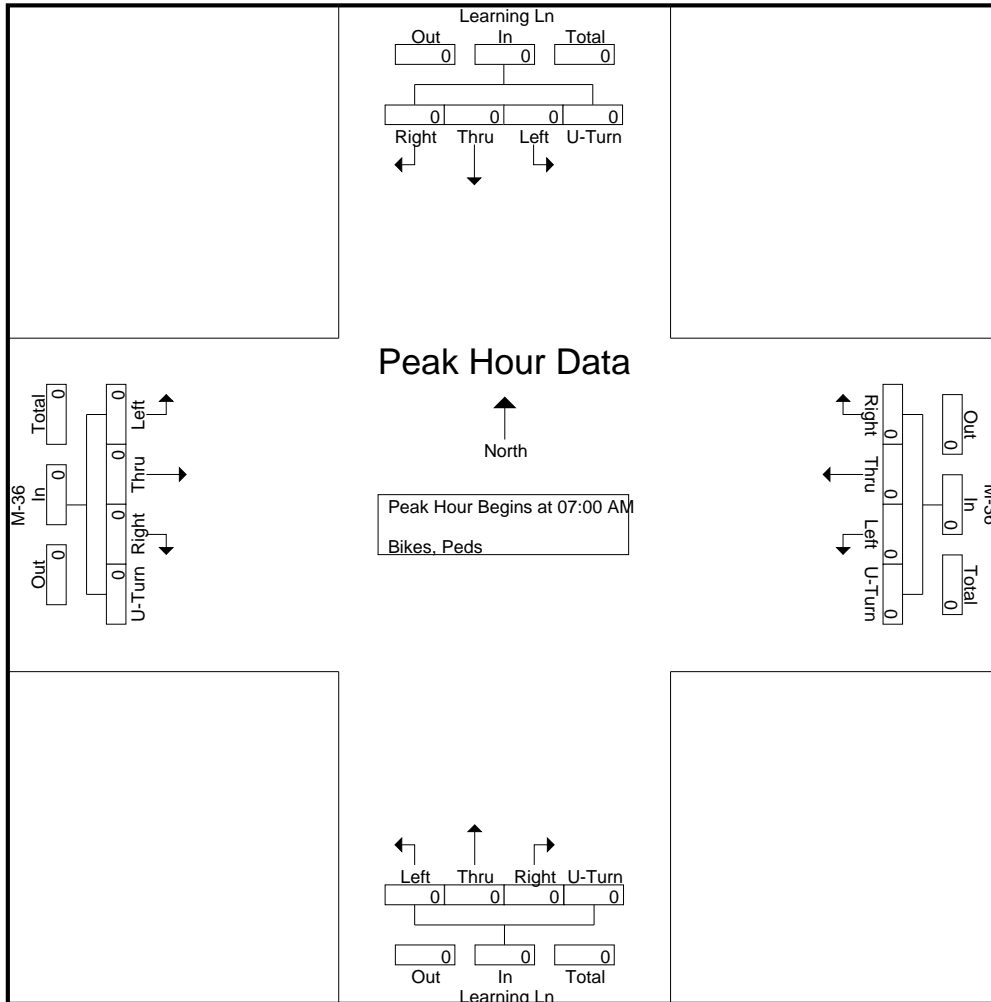 Learning Ln
Out In Total
0 0 0
0 0 0 0
Right Thru Left U-Turn
Peak Hour Data
North
Peak Hour Begins at 07:00 AM
Bikes, Peds
M-36
Total In Out
0 0 0
0 0 0 0
Left Thru Right U-Turn
M-36
Out In Total
0 0 0
0 0 0 0
Right Thru Left U-Turn
Left Thru Right U-Turn
0 0 0 0
0 0 0
Out In Total
Learning Ln